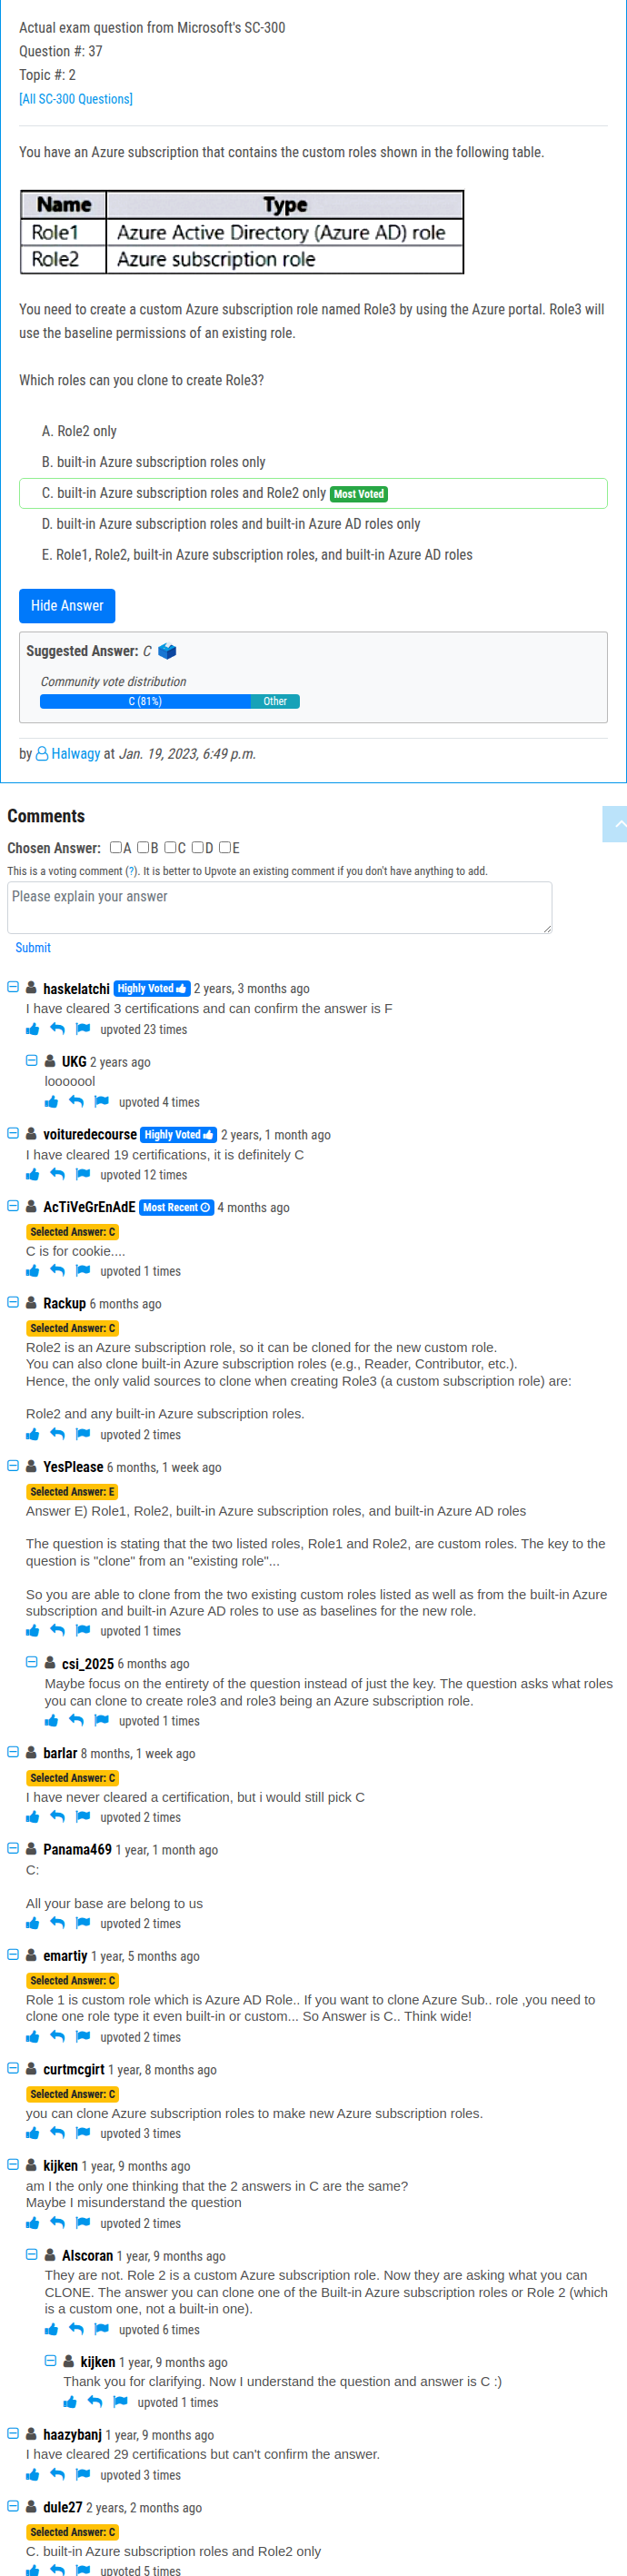 Actual exam question from Microsoft's SC-300
Question #: 37
Topic #: 2
[All SC-300 Questions]
You have an Azure subscription that contains the custom roles shown in the following table.
Name Type
Role1 Azure Active Directory (Azure AD) role
Role2 Azure subscription role
You need to create a custom Azure subscription role named Role3 by using the Azure portal. Role3 will
use the baseline permissions of an existing role.
Which roles can you clone to create Role3?
A. Role2 only
B. built-in Azure subscription roles only
C. built-in Azure subscription roles and Role2 only Most Voted
D. built-in Azure subscription roles and built-in Azure AD roles only
E. Role1, Role2, built-in Azure subscription roles, and built-in Azure AD roles
Hide Answer
Suggested Answer: C
Community vote distribution
C (81%) Other
by Halwagy at Jan. 19, 2023, 6:49 p.m.
Comments
Chosen Answer: A B C D E
This is a voting comment (?). It is better to Upvote an existing comment if you don't have anything to add.
Please explain your answer
Submit
haskelatchi Highly Voted 2 years, 3 months ago
I have cleared 3 certifications and can confirm the answer is F
upvoted 23 times
UKG 2 years ago
looooool
upvoted 4 times
voituredecourse Highly Voted 2 years, 1 month ago
I have cleared 19 certifications, it is definitely C
upvoted 12 times
AcTiVeGrEnAdE Most Recent 4 months ago
Selected Answer: C
C is for cookie....
upvoted 1 times
Rackup 6 months ago
Selected Answer: C
Role2 is an Azure subscription role, so it can be cloned for the new custom role.
You can also clone built-in Azure subscription roles (e.g., Reader, Contributor, etc.).
Hence, the only valid sources to clone when creating Role3 (a custom subscription role) are:
Role2 and any built-in Azure subscription roles.
upvoted 2 times
YesPlease 6 months, 1 week ago
Selected Answer: E
Answer E) Role1, Role2, built-in Azure subscription roles, and built-in Azure AD roles
The question is stating that the two listed roles, Role1 and Role2, are custom roles. The key to the
question is "clone" from an "existing role"...
So you are able to clone from the two existing custom roles listed as well as from the built-in Azure
subscription and built-in Azure AD roles to use as baselines for the new role.
upvoted 1 times
csi_2025 6 months ago
Maybe focus on the entirety of the question instead of just the key. The question asks what roles
you can clone to create role3 and role3 being an Azure subscription role.
upvoted 1 times
barlar 8 months, 1 week ago
Selected Answer: C
I have never cleared a certification, but i would still pick C
upvoted 2 times
Panama469 1 year, 1 month ago
C:
All your base are belong to us
upvoted 2 times
emartiy 1 year, 5 months ago
Selected Answer: C
Role 1 is custom role which is Azure AD Role.. If you want to clone Azure Sub.. role ,you need to
clone one role type it even built-in or custom... So Answer is C.. Think wide!
upvoted 2 times
curtmcgirt 1 year, 8 months ago
Selected Answer: C
you can clone Azure subscription roles to make new Azure subscription roles.
upvoted 3 times
kijken 1 year, 9 months ago
am I the only one thinking that the 2 answers in C are the same?
Maybe I misunderstand the question
upvoted 2 times
Alscoran 1 year, 9 months ago
They are not. Role 2 is a custom Azure subscription role. Now they are asking what you can
CLONE. The answer you can clone one of the Built-in Azure subscription roles or Role 2 (which
is a custom one, not a built-in one).
upvoted 6 times
kijken 1 year, 9 months ago
Thank you for clarifying. Now I understand the question and answer is C :)
upvoted 1 times
haazybanj 1 year, 9 months ago
I have cleared 29 certifications but can't confirm the answer.
upvoted 3 times
dule27 2 years, 2 months ago
Selected Answer: C
C. built-in Azure subscription roles and Role2 only
upvoted 5 times